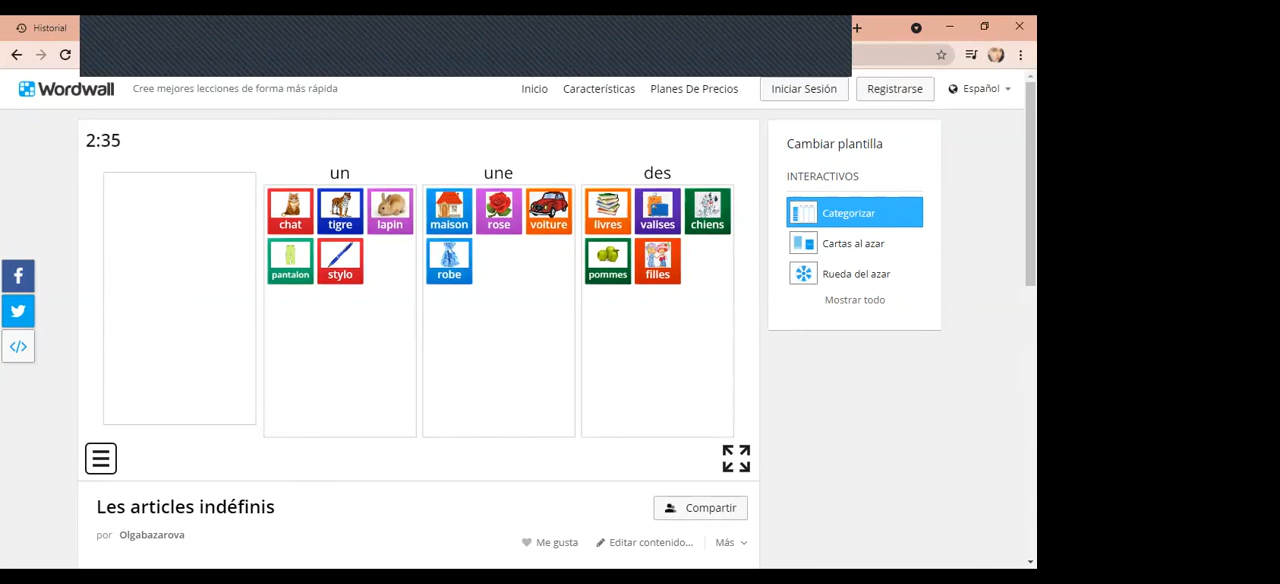 Historial
Wordwall
Cree mejores lecciones de forma más rápida
Inicio
Características
Planes De Precios
Iniciar Sesión
Registrarse
Español
2:35
un
une
des
chat
tigre
lapin
pantalon
stylo
maison
rose
voiture
robe
livres
valises
chiens
pommes
filles
Cambiar plantilla
INTERACTIVOS
Categorizar
Cartas al azar
Rueda del azar
Mostrar todo
Les articles indéfinis
Compartir
por Olgabazarova
Me gusta
Editar contenido...
Más